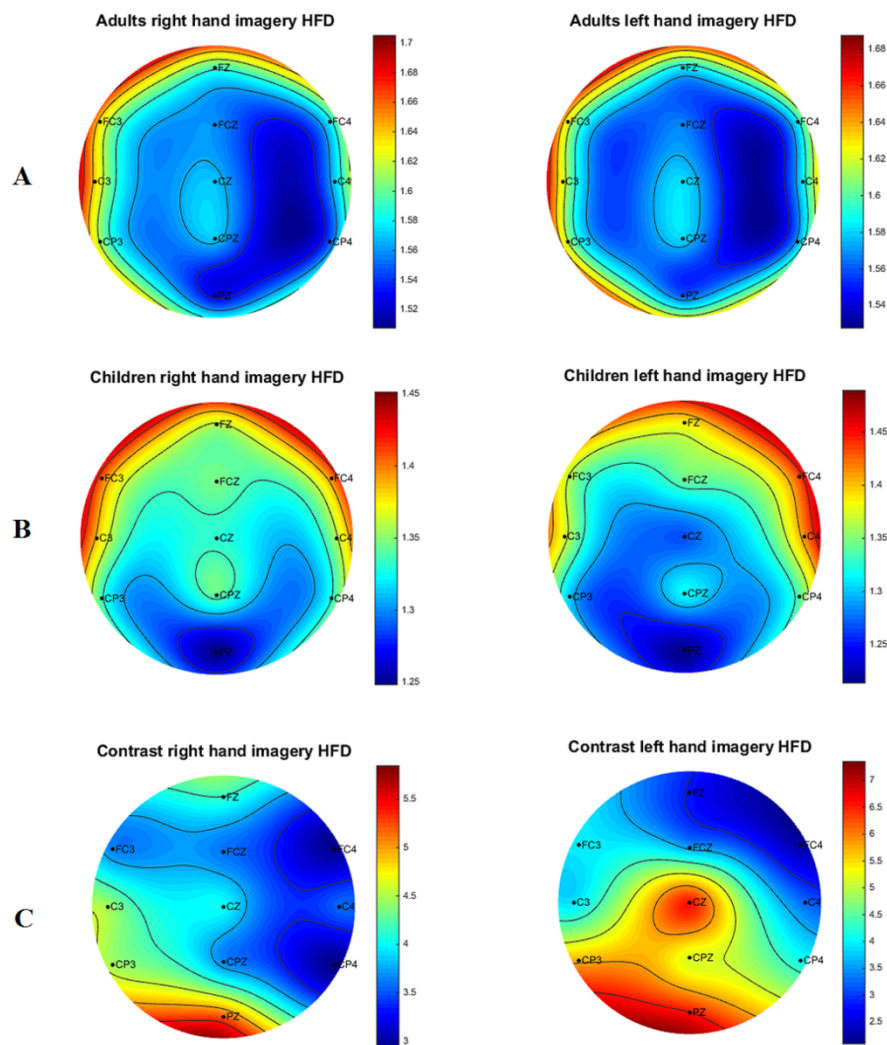 Adults right hand imagery HFD
Adults left hand imagery HFD
A
FZ
FC3
FCZ
FC4
C3
CZ
C4
CP3
CPZ
CP4
PZ
1.7
1.68
1.66
1.64
1.62
1.6
1.58
1.56
1.54
1.52
FZ
FC3
FCZ
FC4
C3
CZ
C4
CP3
CPZ
CP4
PZ
1.68
1.66
1.64
1.62
1.6
1.58
1.56
1.54
Children right hand imagery HFD
Children left hand imagery HFD
B
FZ
FC3
FCZ
FC4
C3
CZ
C4
CP3
CPZ
CP4
PZ
1.45
1.4
1.35
1.3
1.25
FZ
FC3
FCZ
FC4
C3
CZ
C4
CP3
CPZ
CP4
PZ
1.45
1.4
1.35
1.3
1.25
Contrast right hand imagery HFD
Contrast left hand imagery HFD
C
FZ
FC3
FCZ
FC4
C3
CZ
C4
CP3
CPZ
CP4
PZ
5.5
5
4.5
4
3.5
3
FZ
FC3
FCZ
FC4
C3
CZ
C4
CP3
CPZ
CP4
PZ
7
6.5
6
5.5
5
4.5
4
3.5
3
2.5